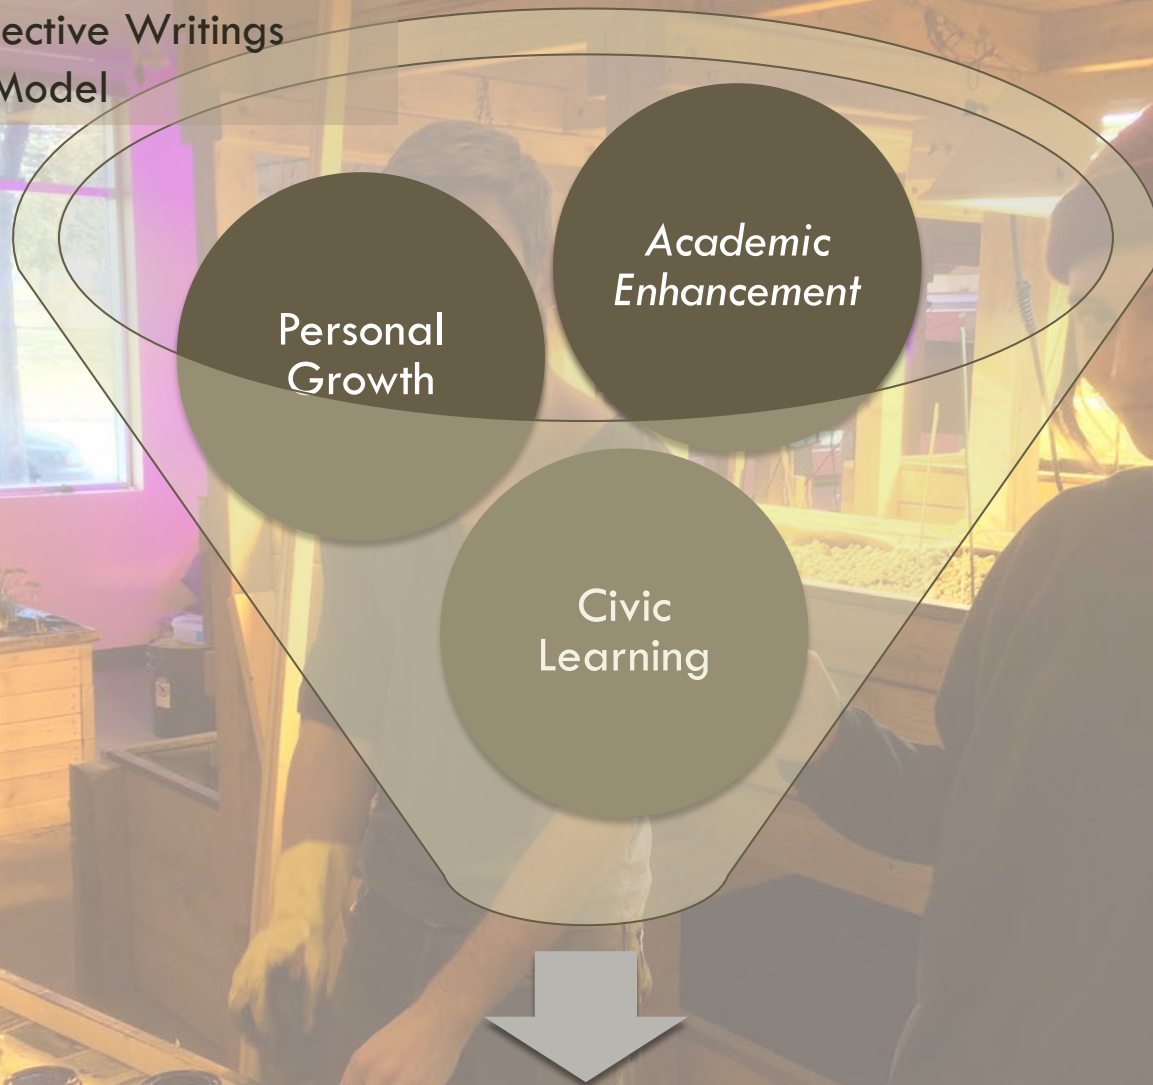 ective Writings
Model
Academic
Enhancement
Personal
Growth
Civic
Learning